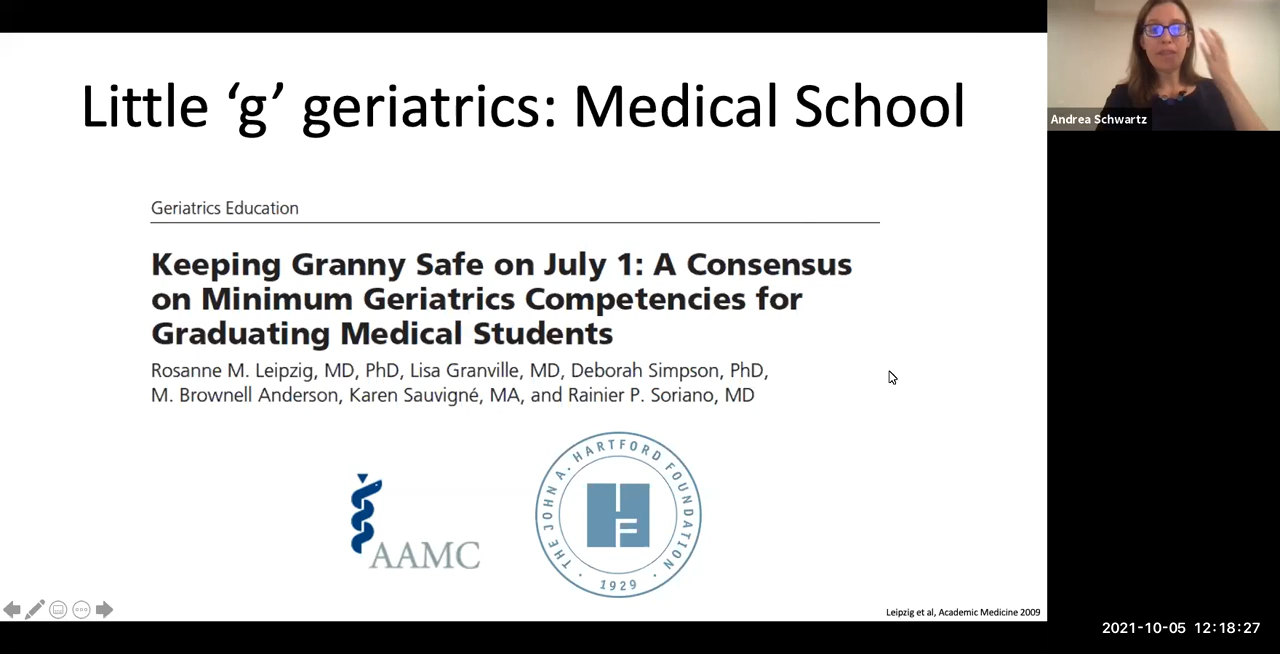 Little ‘g’ geriatrics: Medical School
Andrea Schwartz
Geriatrics Education
Keeping Granny Safe on July 1: A Consensus
on Minimum Geriatrics Competencies for
Graduating Medical Students
Rosanne M. Leipzig, MD, PhD, Lisa Granville, MD, Deborah Simpson, PhD,
M. Brownell Anderson, Karen Sauvigné, MA, and Rainier P. Soriano, MD
AAMC
· THE JOHN A. HARTFORD FOUNDATION ·
HF
1929
Leipzig et al, Academic Medicine 2009
2021-10-05 12:18:27